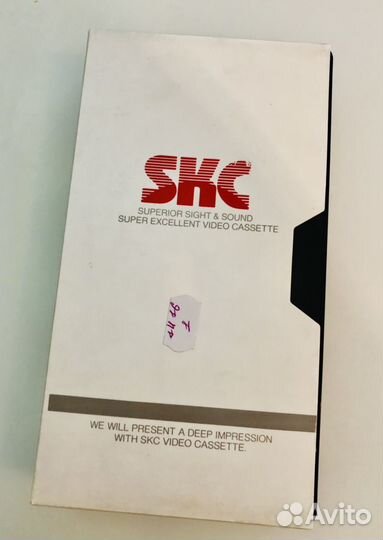 SKC
SUPERIOR SIGHT & SOUND
SUPER EXCELLENT VIDEO CASSETTE
WE WILL PRESENT A DEEP IMPRESSION
WITH SKC VIDEO CASSETTE.
Avito